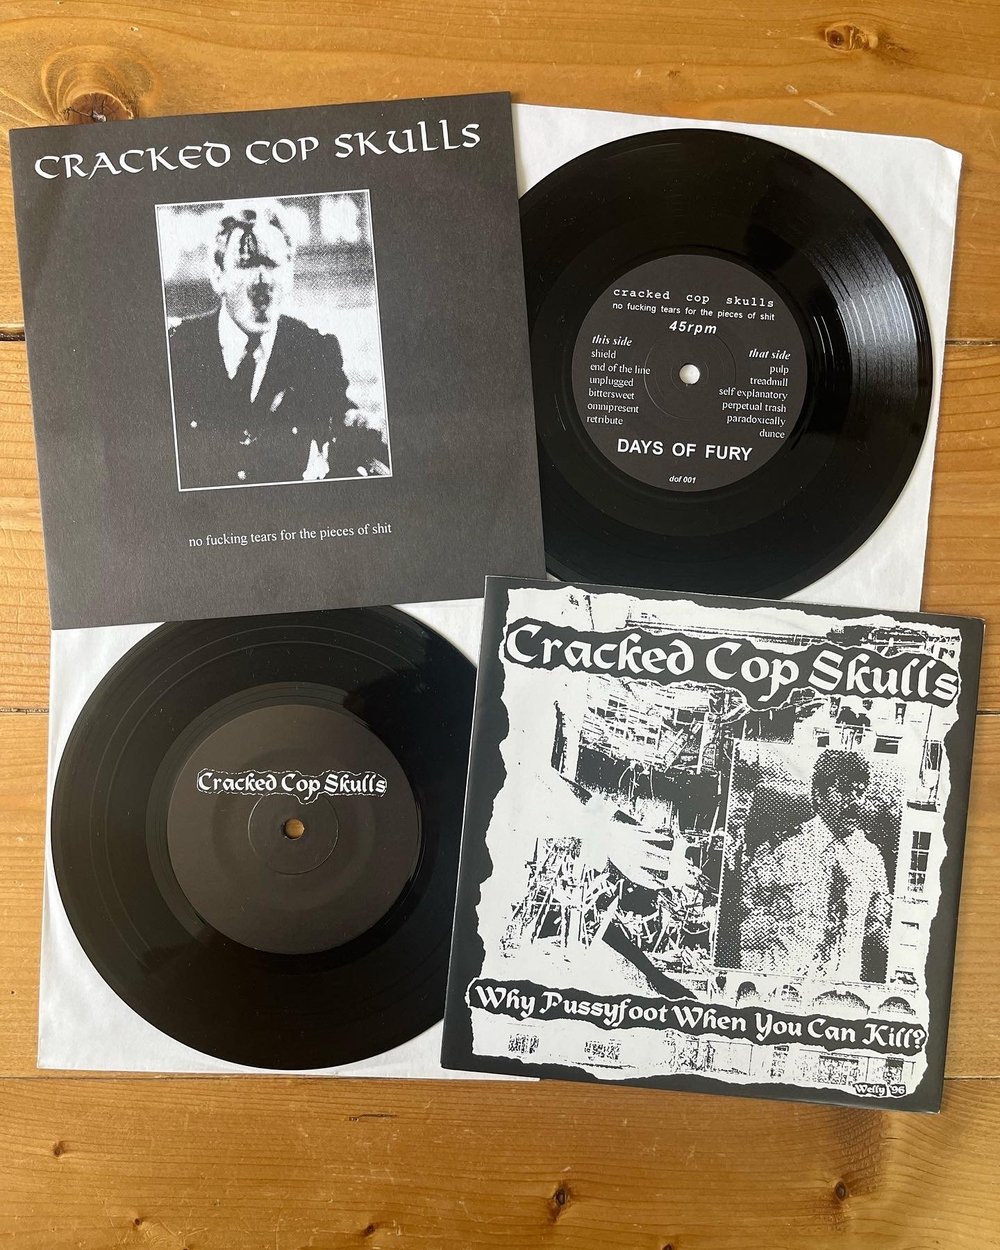 CRACKED COP SKULLS
no fucking tears for the pieces of shit
cracked cop skulls
no fucking tears for the pieces of shit
45rpm
this side
shield
end of the line
unplugged
bittersweet
omnipresent
retribute
that side
pulp
treadmill
self explanatory
perpetual trash
paradoxically
dunce
DAYS OF FURY
dof 001
Cracked Cop Skulls
Cracked Cop Skulls
Why Pussyfoot When You Can Kill?
Welly '96